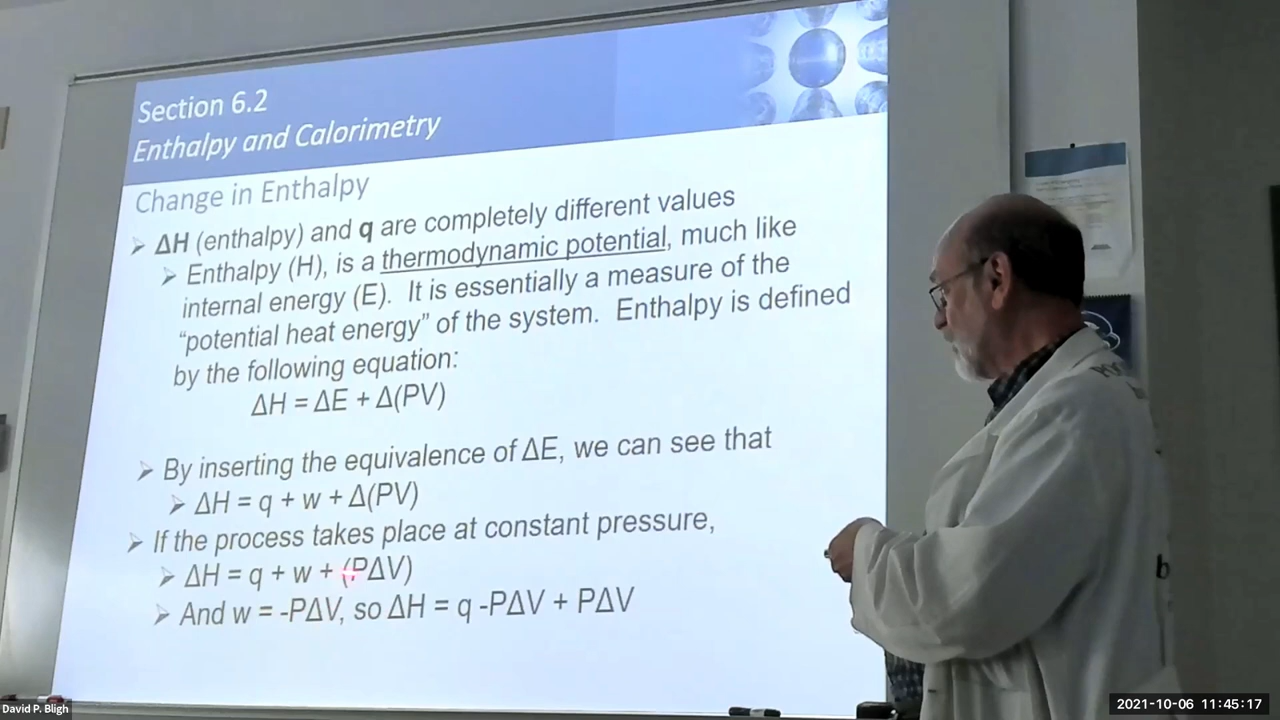 Section 6.2
Enthalpy and Calorimetry
Change in Enthalpy
➤ ΔH (enthalpy) and q are completely different values
➤ Enthalpy (H), is a thermodynamic potential, much like
internal energy (E).  It is essentially a measure of the
“potential heat energy” of the system.  Enthalpy is defined
by the following equation:
ΔH = ΔE + Δ(PV)
➤ By inserting the equivalence of ΔE, we can see that
➤ ΔH = q + w + Δ(PV)
➤ If the process takes place at constant pressure,
➤ ΔH = q + w + (PΔV)
➤ And w = -PΔV, so ΔH = q -PΔV + PΔV
David P. Bligh
2021-10-06 11:45:17